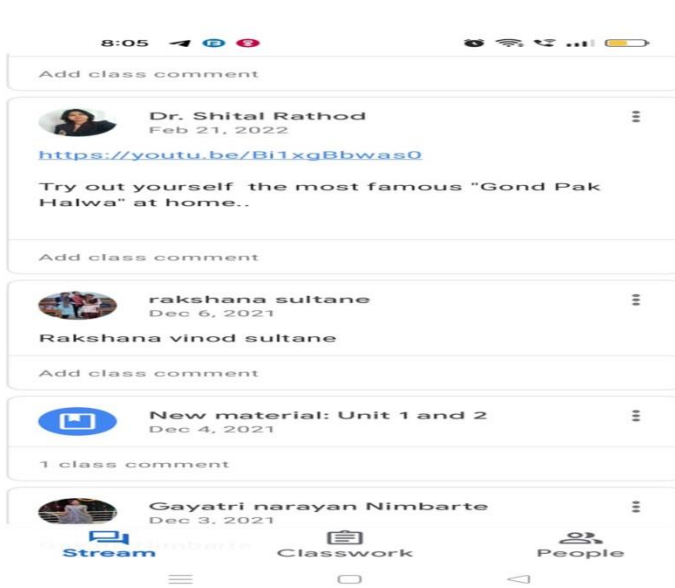 8:05
Add class comment
Dr. Shital Rathod
Feb 21, 2022
https://youtu.be/Bi1xgBbwas0
Try out yourself the most famous "Gond Pak
Halwa" at home..
Add class comment
rakshana sultane
Dec 6, 2021
Rakshana vinod sultane
Add class comment
New material: Unit 1 and 2
Dec 4, 2021
1 class comment
Gayatri narayan Nimbarte
Dec 3, 2021
Stream
Classwork
People